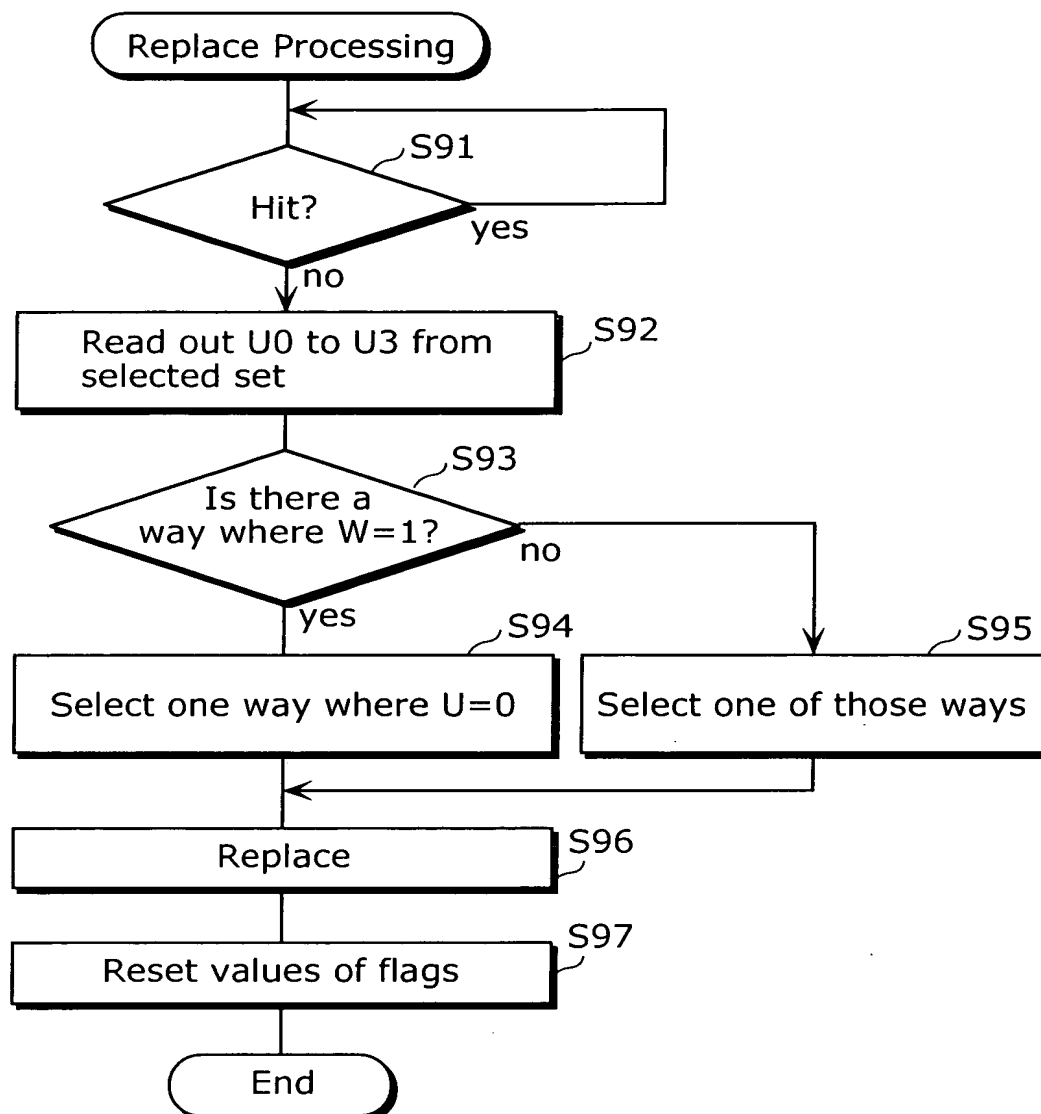 Replace Processing
S91
Hit?
yes
no
Read out U0 to U3 from
selected set
S92
S93
Is there a
way where W=1?
no
yes
S94
S95
Select one way where U=0
Select one of those ways
Replace
S96
S97
Reset values of flags
End